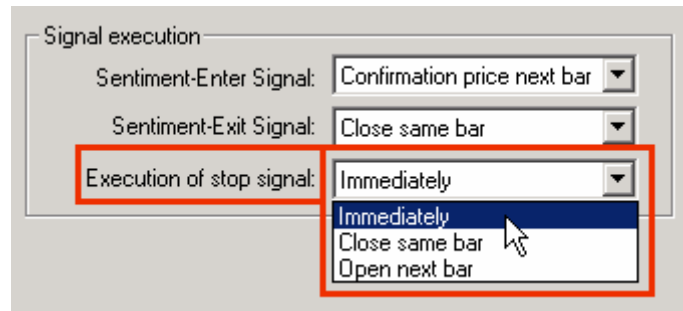 Signal execution
Sentiment-Enter Signal: Confirmation price next bar
Sentiment-Exit Signal: Close same bar
Execution of stop signal: Immediately
Immediately
Close same bar
Open next bar